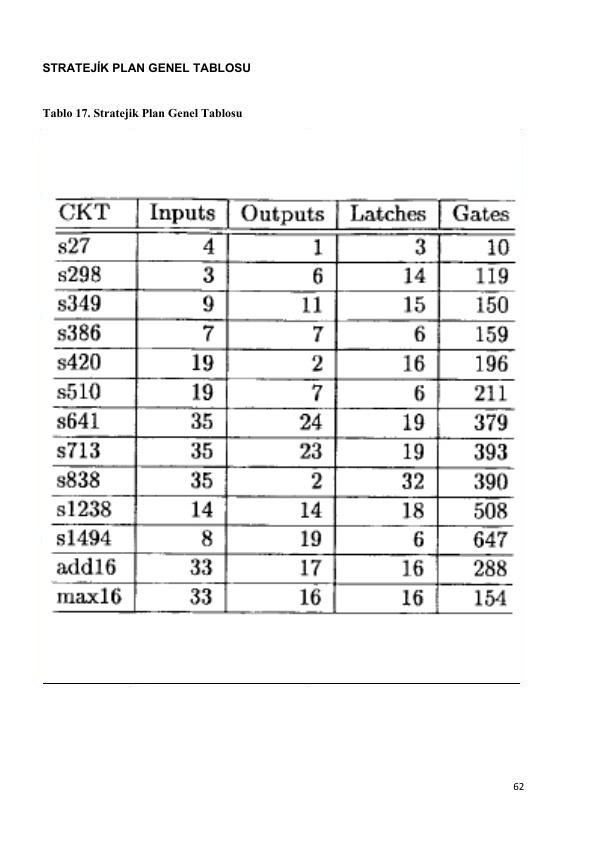 STRATEJİK PLAN GENEL TABLOSU
Tablo 17. Stratejik Plan Genel Tablosu
CKT Inputs Outputs Latches Gates
s27 4 1 3 10
s298 3 6 14 119
s349 9 11 15 150
s386 7 7 6 159
s420 19 2 16 196
s510 19 7 6 211
s641 35 24 19 379
s713 35 23 19 393
s838 35 2 32 390
s1238 14 14 18 508
s1494 8 19 6 647
add16 33 17 16 288
max16 33 16 16 154
62